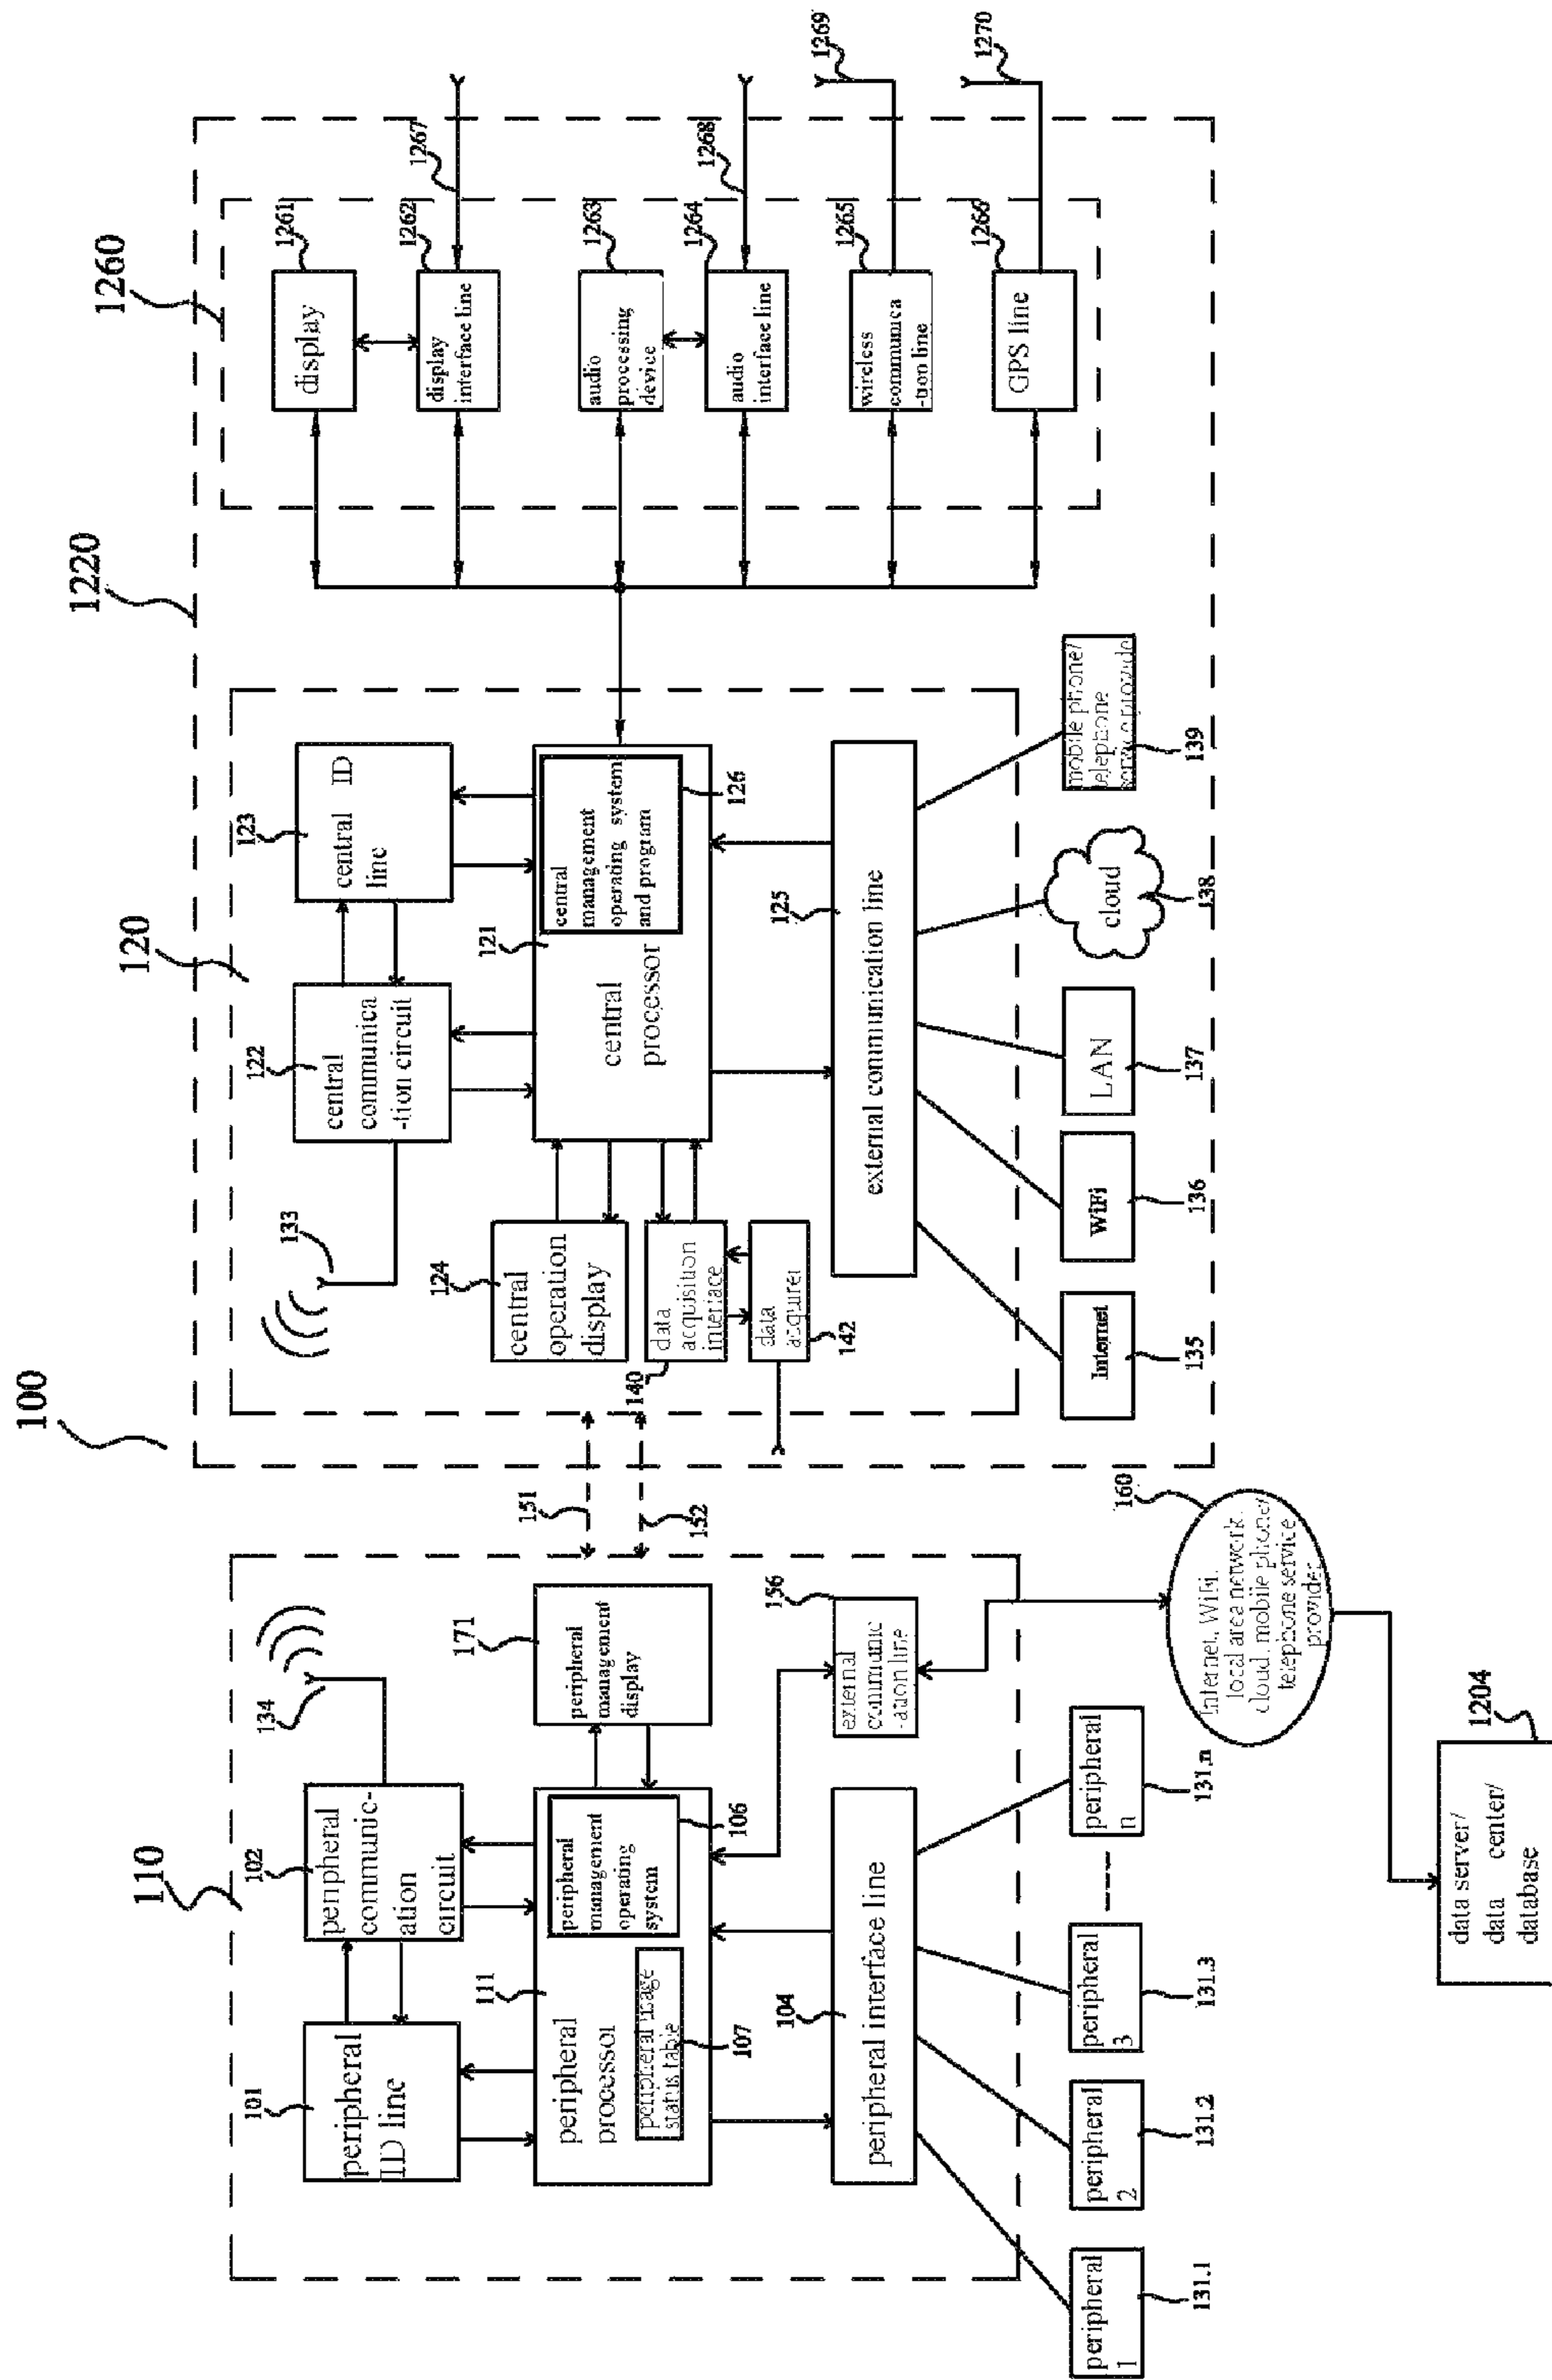 100
110
101
peripheral
ID line
102
peripheral
communic-
ation
circuit
134
111
peripheral
processor
peripheral usage
status table
107
peripheral
management
operating
system
106
171
peripheral
management
display
104
peripheral interface line
156
external
communic
-ation line
peripheral
1
131.1
peripheral
2
131.2
peripheral
3
131.3
peripheral
n
131.n
151
152
160
Internet, WiFi,
local area network,
cloud, mobile phone/
telephone service
provider
1204
data server/
data center/
database
1220
120
133
122
central
communica
-tion circuit
123
central ID
line
124
central
operation
display
121
central
processor
central
management
operating system
and program
126
140
data
acquisition
interface
data
acquirer
142
125
external communication line
Internet
135
WiFi
136
LAN
137
cloud
138
mobile phone/
telephone
service provide
139
1260
1261
display
1262
display
interface line
1267
1263
audio
processing
device
1264
audio
interface line
1268
1265
wireless
communica
-tion line
1269
1266
GPS line
1270